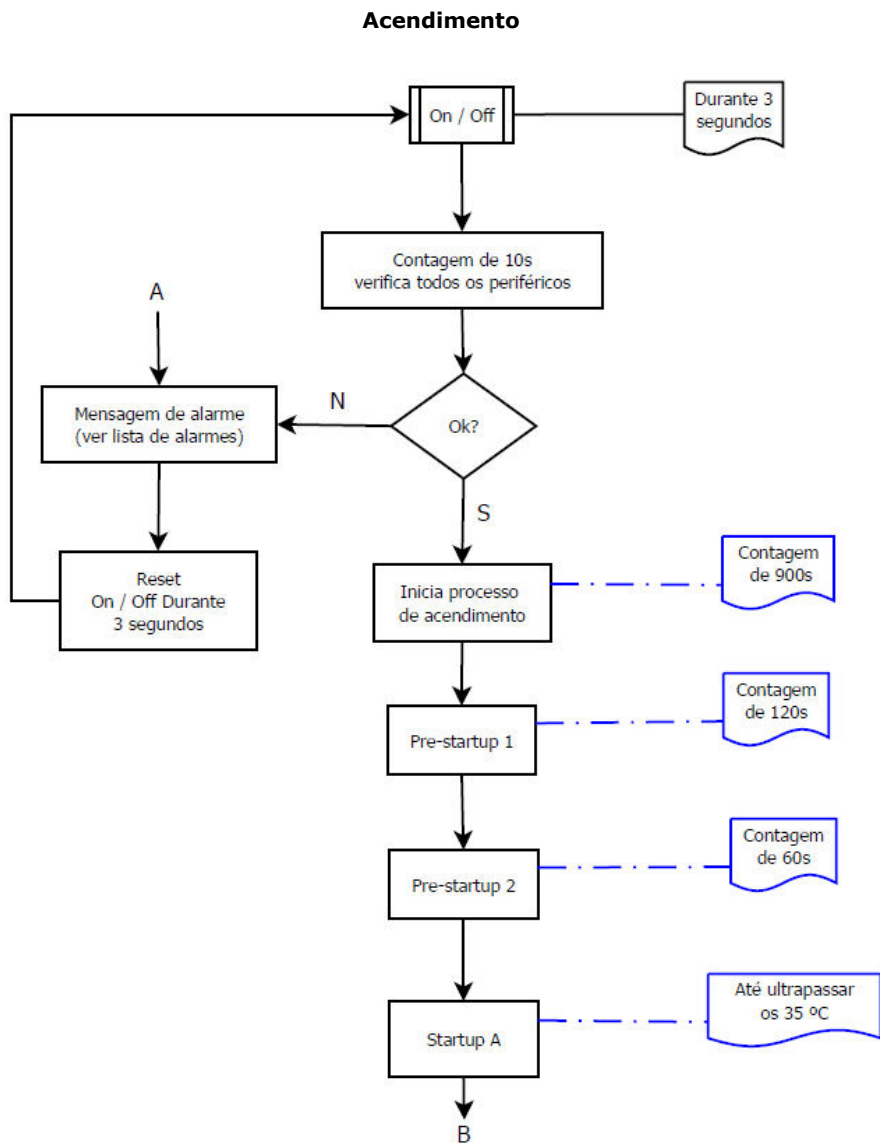 Acendimento
On / Off
Durante 3
segundos
Contagem de 10s
verifica todos os periféricos
A
Mensagem de alarme
(ver lista de alarmes)
N
Ok?
S
Reset
On / Off Durante
3 segundos
Inicia processo
de acendimento
Contagem
de 900s
Pre-startup 1
Contagem
de 120s
Pre-startup 2
Contagem
de 60s
Startup A
Até ultrapassar
os 35 ºC
B